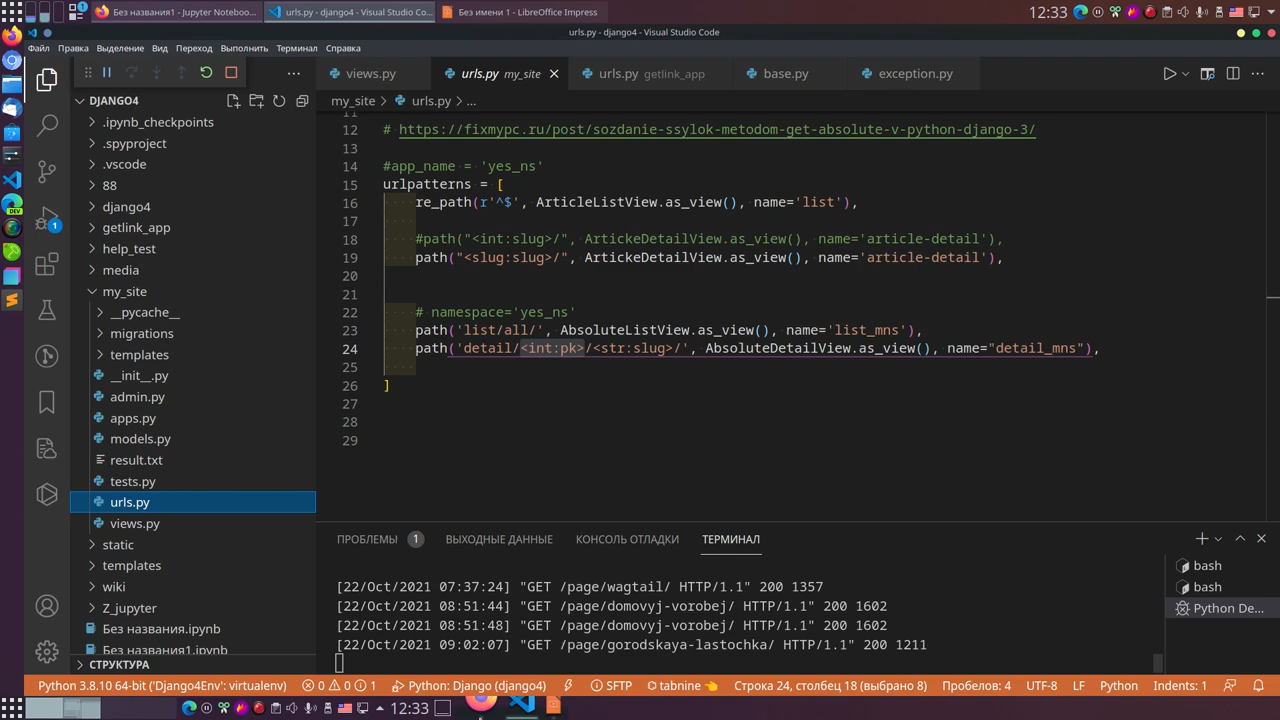 Без названия1 - Jupyter Noteboo...
urls.py - django4 - Visual Studio Cod...
Без имени 1 - LibreOffice Impress
12:33
urls.py - django4 - Visual Studio Code
Файл Правка Выделение Вид Переход Выполнить Терминал Справка
views.py
urls.py my_site
urls.py getlink_app
base.py
exception.py
DJANGO4
my_site > urls.py > ...
.ipynb_checkpoints
.spyproject
.vscode
88
django4
getlink_app
help_test
media
my_site
__pycache__
migrations
templates
__init__.py
admin.py
apps.py
models.py
result.txt
tests.py
urls.py
views.py
static
templates
wiki
Z_jupyter
Без названия.ipynb
Без названия1.ipynb
СТРУКТУРА
1
DEV
11
12 # https://fixmypc.ru/post/sozdanie-ssylok-metodom-get-absolute-v-python-django-3/
13
14 #app_name = 'yes_ns'
15 urlpatterns = [
16 re_path(r'^$', ArticleListView.as_view(), name='list'),
17
18 #path("<int:slug>/", ArtickeDetailView.as_view(), name='article-detail'),
19 path("<slug:slug>/", ArtickeDetailView.as_view(), name='article-detail'),
20
21
22 # namespace='yes_ns'
23 path('list/all/', AbsoluteListView.as_view(), name='list_mns'),
24 path('detail/<int:pk>/<str:slug>/', AbsoluteDetailView.as_view(), name="detail_mns"),
25
26 ]
27
28
29
ПРОБЛЕМЫ 1 ВЫХОДНЫЕ ДАННЫЕ КОНСОЛЬ ОТЛАДКИ ТЕРМИНАЛ
[22/Oct/2021 07:37:24] "GET /page/wagtail/ HTTP/1.1" 200 1357
[22/Oct/2021 08:51:44] "GET /page/domovyj-vorobej/ HTTP/1.1" 200 1602
[22/Oct/2021 08:51:48] "GET /page/domovyj-vorobej/ HTTP/1.1" 200 1602
[22/Oct/2021 09:02:07] "GET /page/gorodskaya-lastochka/ HTTP/1.1" 200 1211
bash
bash
Python De...
Python 3.8.10 64-bit ('Django4Env': virtualenv) 0 0 1 Python: Django (django4) SFTP tabnine Строка 24, столбец 18 (выбрано 8) Пробелов: 4 UTF-8 LF Python Indents: 1
12:33